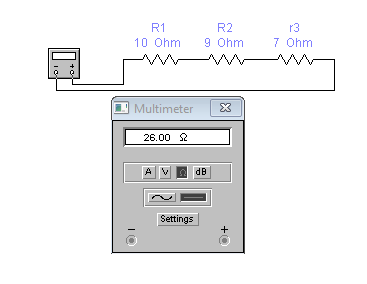 R1 R2 r3
10 Ohm 9 Ohm 7 Ohm
- +
Multimeter
26.00 Ω
A V Ω dB
Settings
- +